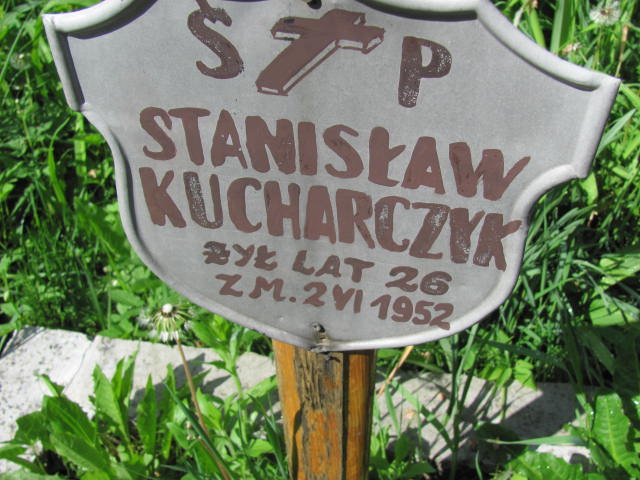 Ś P
STANISŁAW
KUCHARCZYK
ŻYŁ LAT 26
ZM. 2 VI 1952